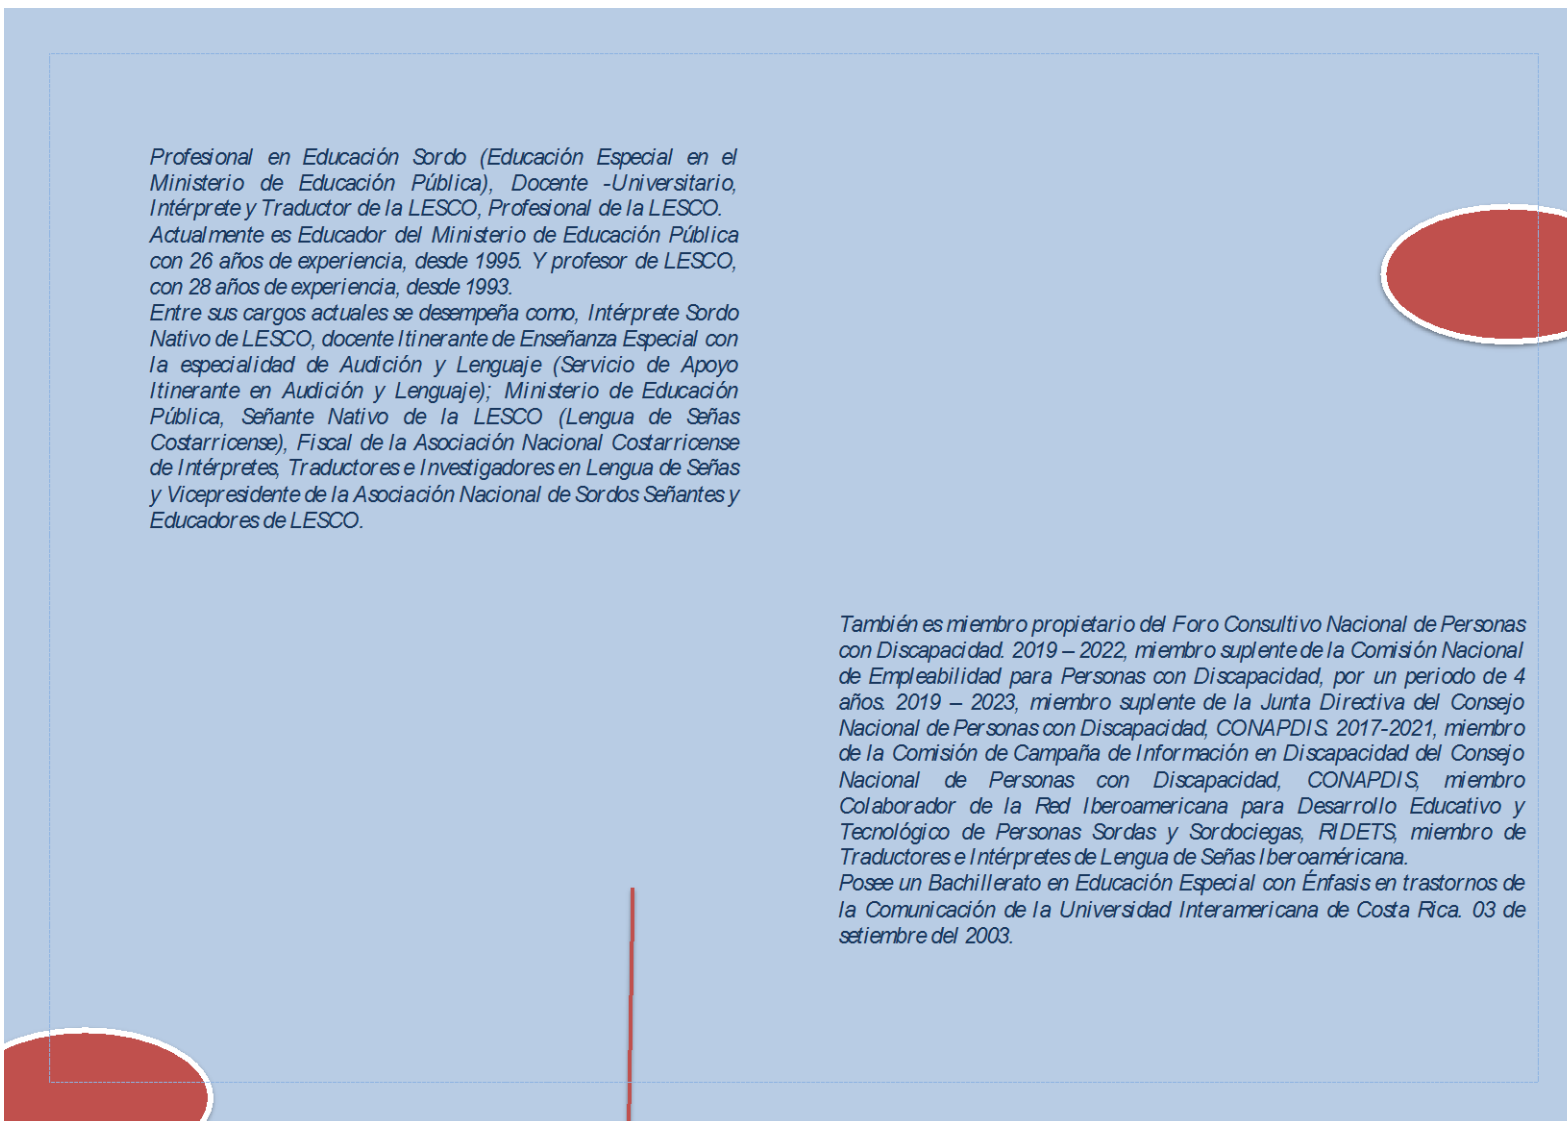 Profesional en Educación Sordo (Educación Especial en el
Ministerio de Educación Pública), Docente -Universitario,
Intérprete y Traductor de la LESCO, Profesional de la LESCO.
Actualmente es Educador del Ministerio de Educación Pública
con 26 años de experiencia, desde 1995. Y profesor de LESCO,
con 28 años de experiencia, desde 1993.
Entre sus cargos actuales se desempeña como, Intérprete Sordo
Nativo de LESCO, docente Itinerante de Enseñanza Especial con
la especialidad de Audición y Lenguaje (Servicio de Apoyo
Itinerante en Audición y Lenguaje); Ministerio de Educación
Pública, Señante Nativo de la LESCO (Lengua de Señas
Costarricense), Fiscal de la Asociación Nacional Costarricense
de Intérpretes, Traductores e Investigadores en Lengua de Señas
y Vicepresidente de la Asociación Nacional de Sordos Señantes y
Educadores de LESCO.
También es miembro propietario del Foro Consultivo Nacional de Personas
con Discapacidad. 2019 – 2022, miembro suplente de la Comisión Nacional
de Empleabilidad para Personas con Discapacidad, por un periodo de 4
años. 2019 – 2023, miembro suplente de la Junta Directiva del Consejo
Nacional de Personas con Discapacidad, CONAPDIS. 2017-2021, miembro
de la Comisión de Campaña de Información en Discapacidad del Consejo
Nacional de Personas con Discapacidad, CONAPDIS, miembro
Colaborador de la Red Iberoamericana para Desarrollo Educativo y
Tecnológico de Personas Sordas y Sordociegas, RIDETS, miembro de
Traductores e Intérpretes de Lengua de Señas Iberoaméricana.
Posee un Bachillerato en Educación Especial con Énfasis en trastornos de
la Comunicación de la Universidad Interamericana de Costa Rica. 03 de
setiembre del 2003.